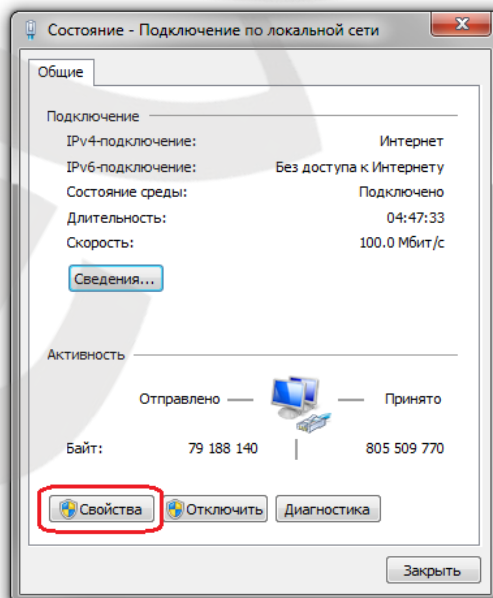 Состояние - Подключение по локальной сети
Общие
Подключение
IPv4-подключение: Интернет
IPv6-подключение: Без доступа к Интернету
Состояние среды: Подключено
Длительность: 04:47:33
Скорость: 100.0 Мбит/с
Сведения...
Активность
Отправлено — — Принято
Байт: 79 188 140 | 805 509 770
Свойства Отключить Диагностика
Закрыть